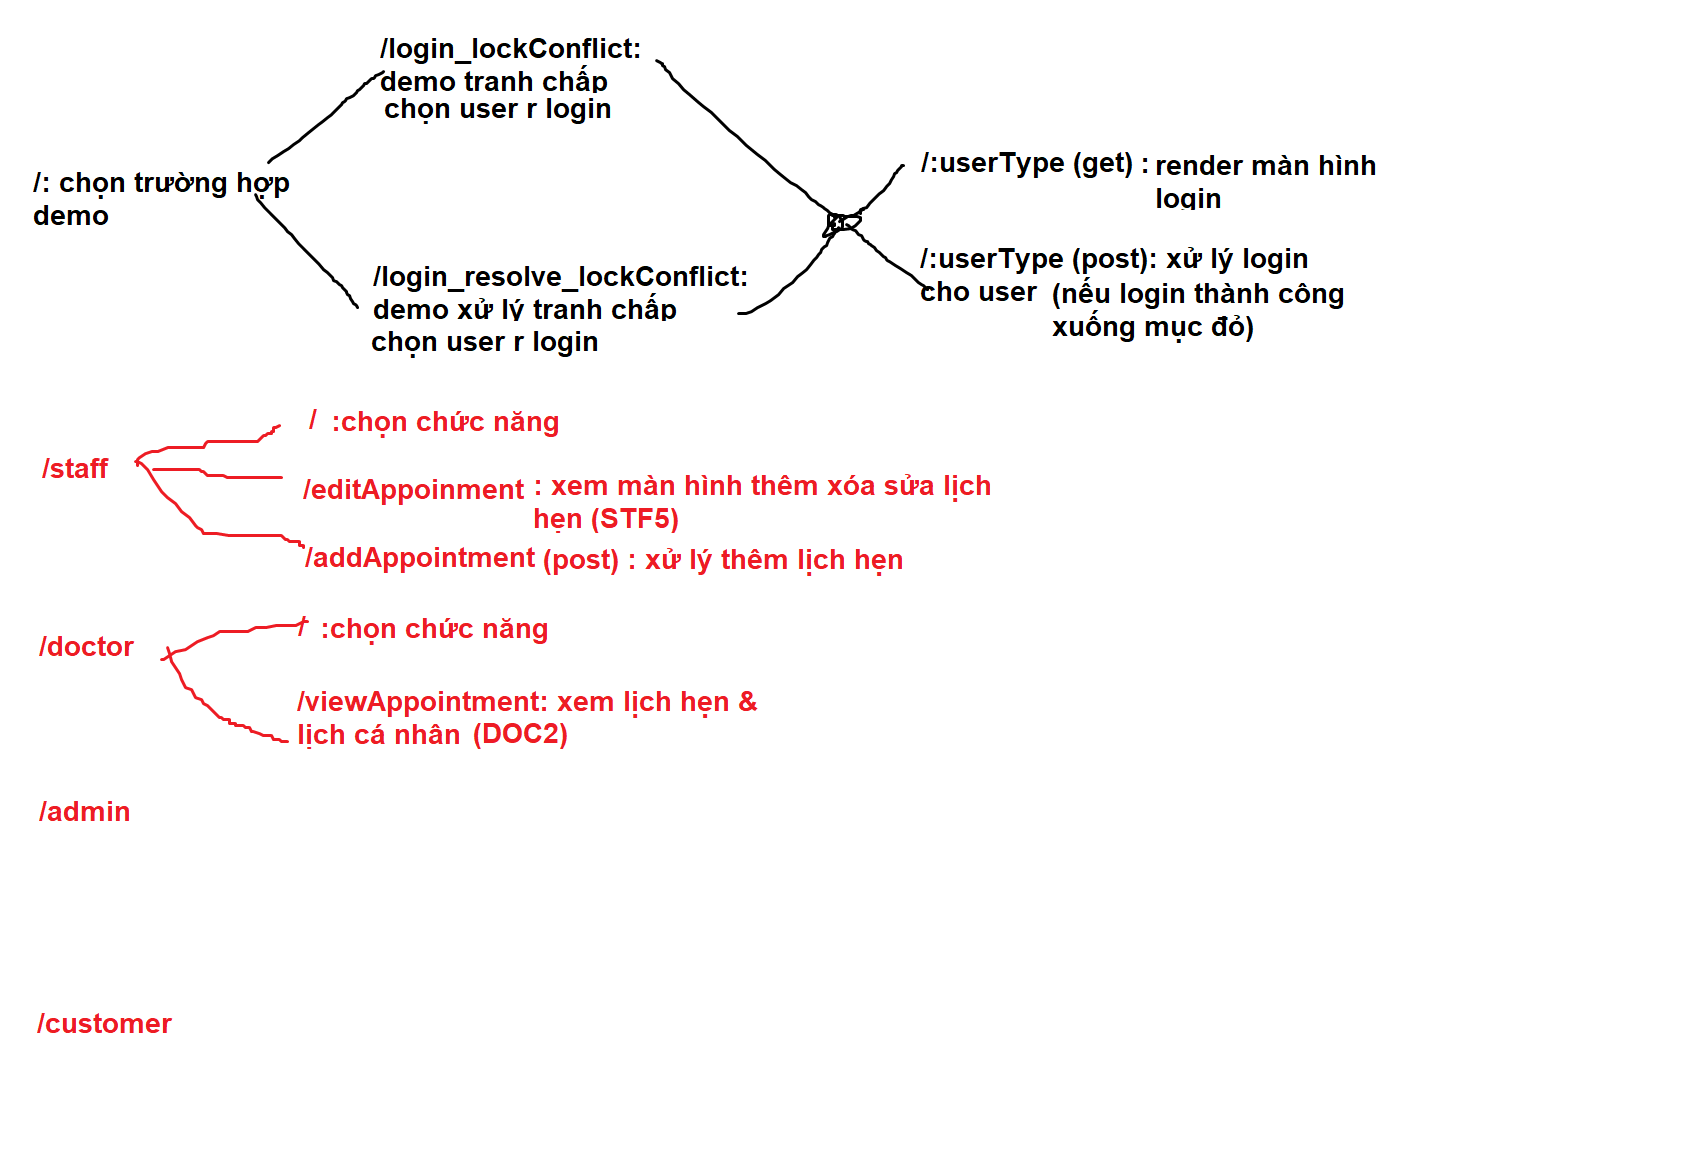 /login_lockConflict:
demo tranh chấp
chọn user r login
/: chọn trường hợp
demo
/:userType (get) : render màn hình
login
/login_resolve_lockConflict:
demo xử lý tranh chấp
chọn user r login
/:userType (post): xử lý login
cho user (nếu login thành công
xuống mục đỏ)
/staff
/ :chọn chức năng
/editAppoinment : xem màn hình thêm xóa sửa lịch
hẹn (STF5)
/addAppointment (post) : xử lý thêm lịch hẹn
/doctor
/ :chọn chức năng
/viewAppointment: xem lịch hẹn &
lịch cá nhân (DOC2)
/admin
/customer